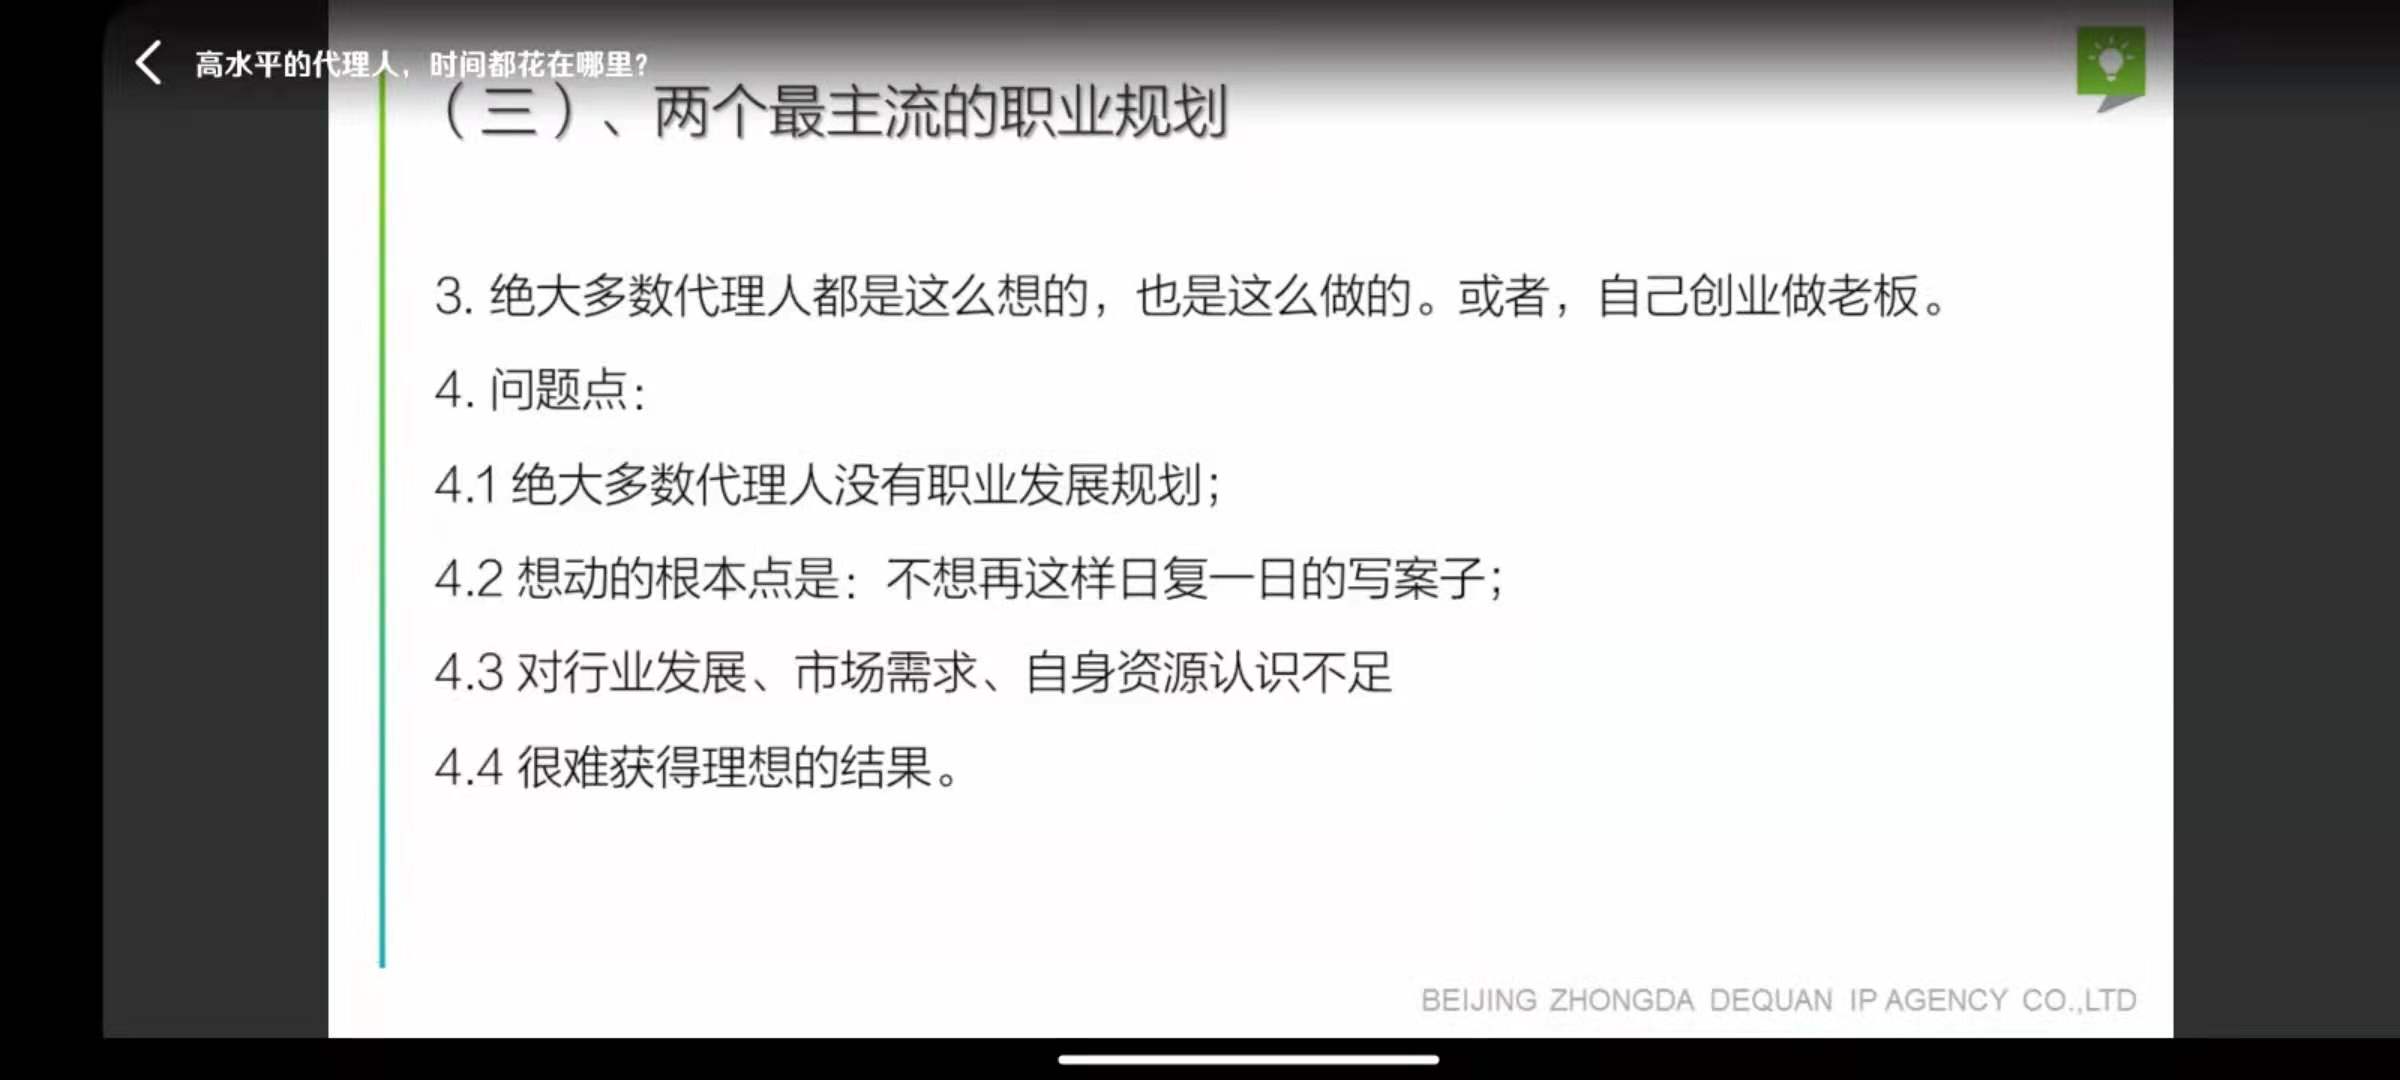 高水平的代理人，时间都花在哪里？
（三）、两个最主流的职业规划
3. 绝大多数代理人都是这么想的，也是这么做的。或者，自己创业做老板。
4. 问题点：
4.1 绝大多数代理人没有职业发展规划；
4.2 想动的根本点是：不想再这样日复一日的写案子；
4.3 对行业发展、市场需求、自身资源认识不足
4.4 很难获得理想的结果。
BEIJING ZHONGDA DEQUAN IP AGENCY CO.,LTD